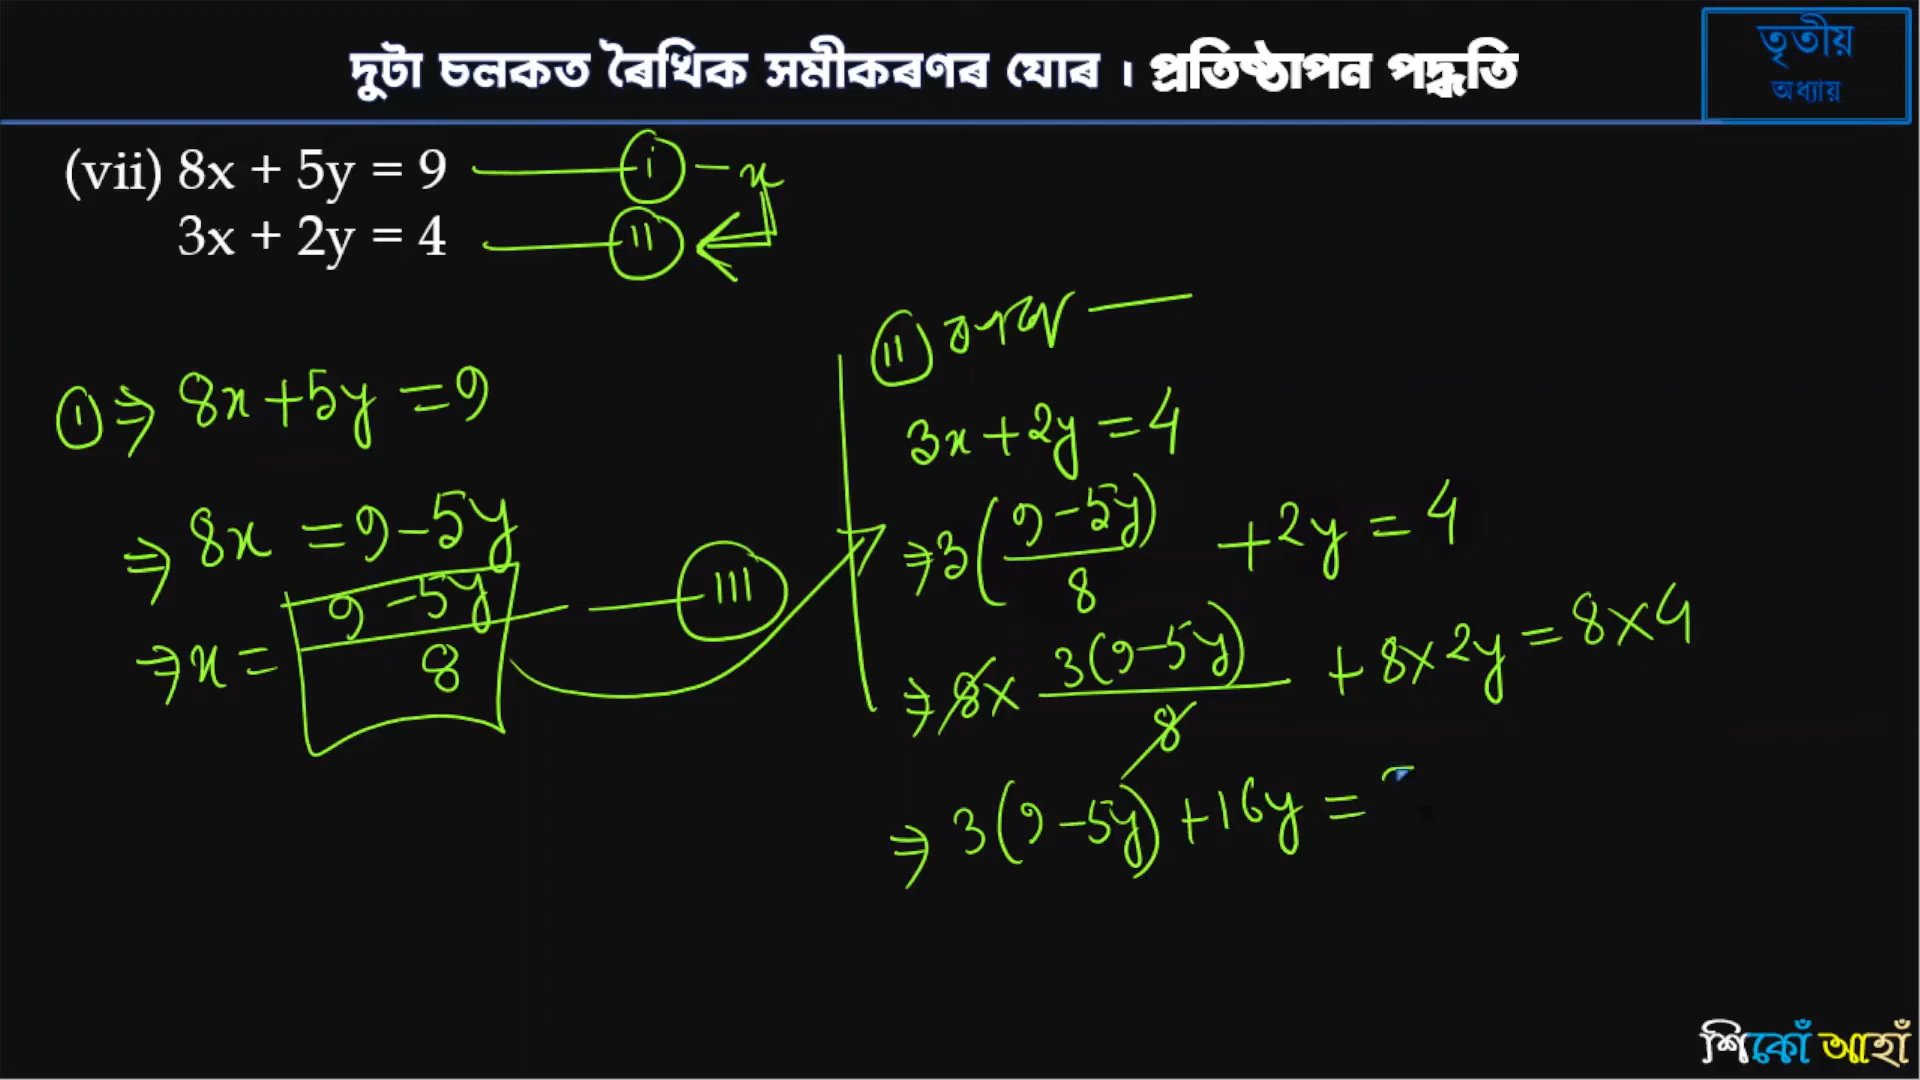 দুটা চলকত ৰৈখিক সমীকৰণৰ যোৰ । প্ৰতিষ্ঠাপন পদ্ধতি
তৃতীয়
অধ্যায়
(vii) 8x + 5y = 9 — (i) – x
3x + 2y = 4 — (ii)
(i) ⇒ 8x + 5y = 9
⇒ 8x = 9 – 5y
⇒ x = (9 – 5y)/8 — (iii)
(ii)
3x + 2y = 4
⇒ 3((9 – 5y)/8) + 2y = 4
⇒ 8 × 3(9 – 5y)/8 + 8 × 2y = 8 × 4
⇒ 3(9 – 5y) + 16y =
শিকোঁ আহাঁ